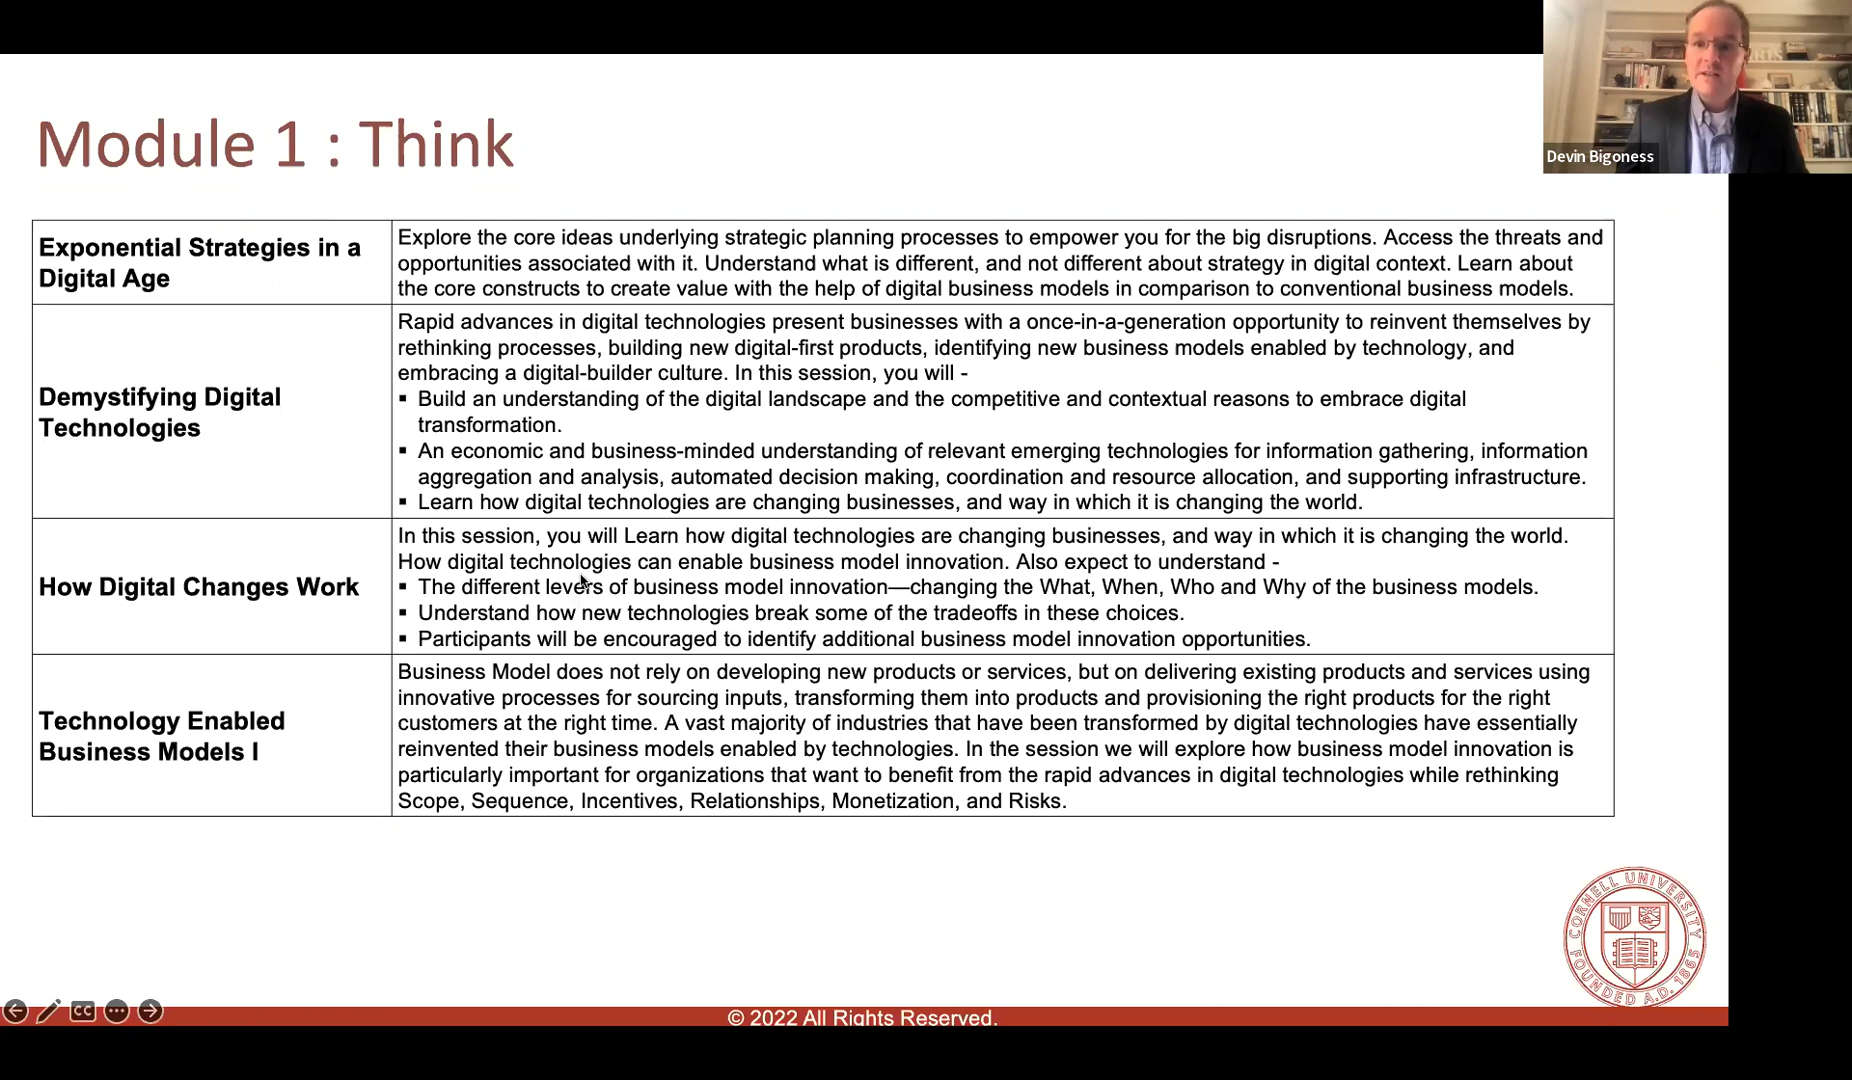 Devin Bigoness
Module 1 : Think
Exponential Strategies in a
Digital Age
Explore the core ideas underlying strategic planning processes to empower you for the big disruptions. Access the threats and
opportunities associated with it. Understand what is different, and not different about strategy in digital context. Learn about
the core constructs to create value with the help of digital business models in comparison to conventional business models.
Demystifying Digital
Technologies
Rapid advances in digital technologies present businesses with a once-in-a-generation opportunity to reinvent themselves by
rethinking processes, building new digital-first products, identifying new business models enabled by technology, and
embracing a digital-builder culture. In this session, you will -
▪ Build an understanding of the digital landscape and the competitive and contextual reasons to embrace digital
transformation.
▪ An economic and business-minded understanding of relevant emerging technologies for information gathering, information
aggregation and analysis, automated decision making, coordination and resource allocation, and supporting infrastructure.
▪ Learn how digital technologies are changing businesses, and way in which it is changing the world.
How Digital Changes Work
In this session, you will Learn how digital technologies are changing businesses, and way in which it is changing the world.
How digital technologies can enable business model innovation. Also expect to understand -
▪ The different levers of business model innovation—changing the What, When, Who and Why of the business models.
▪ Understand how new technologies break some of the tradeoffs in these choices.
▪ Participants will be encouraged to identify additional business model innovation opportunities.
Technology Enabled
Business Models I
Business Model does not rely on developing new products or services, but on delivering existing products and services using
innovative processes for sourcing inputs, transforming them into products and provisioning the right products for the right
customers at the right time. A vast majority of industries that have been transformed by digital technologies have essentially
reinvented their business models enabled by technologies. In the session we will explore how business model innovation is
particularly important for organizations that want to benefit from the rapid advances in digital technologies while rethinking
Scope, Sequence, Incentives, Relationships, Monetization, and Risks.
CORNELL UNIVERSITY
FOUNDED A.D. 1865
CC
© 2022 All Rights Reserved.